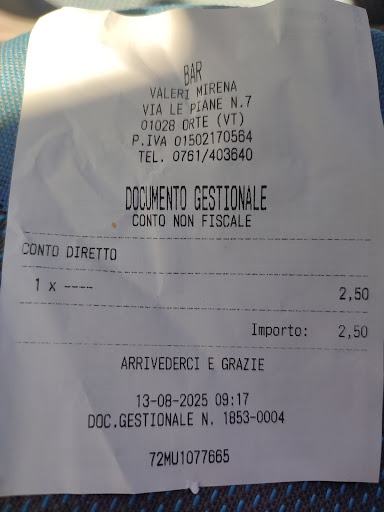 BAR
VALERI MIRENA
VIA LE PIANE N.7
01028 ORTE (VT)
P.IVA 01502170564
TEL. 0761/403640
DOCUMENTO GESTIONALE
CONTO NON FISCALE
CONTO DIRETTO
1 x ---- 2,50
Importo: 2,50
ARRIVEDERCI E GRAZIE
13-08-2025 09:17
DOC.GESTIONALE N. 1853-0004
72MU1077665